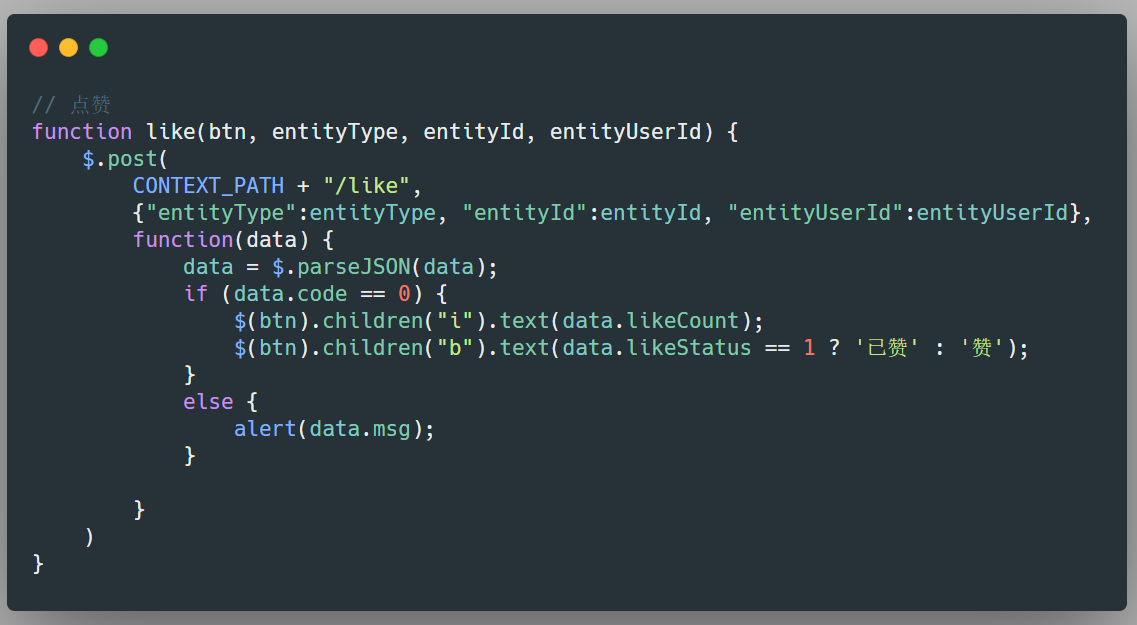 // 点赞
function like(btn, entityType, entityId, entityUserId) {
    $.post(
        CONTEXT_PATH + "/like",
        {"entityType":entityType, "entityId":entityId, "entityUserId":entityUserId},
        function(data) {
            data = $.parseJSON(data);
            if (data.code == 0) {
                $(btn).children("i").text(data.likeCount);
                $(btn).children("b").text(data.likeStatus == 1 ? '已赞' : '赞');
            }
            else {
                alert(data.msg);
            }

        }
    )
}